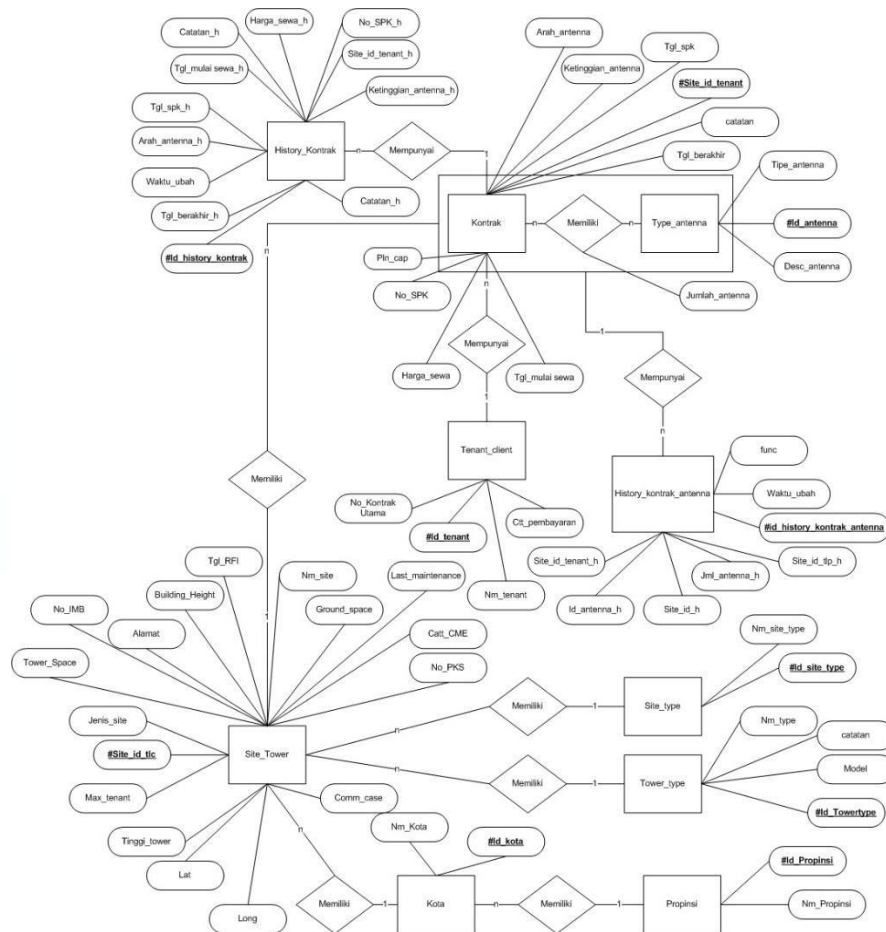 Harga_sewa_h
Catatan_h
No_SPK_h
Site_id_tenant_h
Tgl_mulai sewa_h
Ketinggian_antenna_h
Tgl_spk_h
Arah_antenna_h
Waktu_ubah
Tgl_berakhir_h
#Id_history_kontrak
Catatan_h
History_Kontrak
n
Mempunyai
1
Arah_antenna
Tgl_spk
Ketinggian_antenna
#Site_id_tenant
catatan
Tgl_berakhir
Kontrak
n
Memiliki
n
Type_antenna
Tipe_antenna
#Id_antenna
Desc_antenna
Jumlah_antenna
Pln_cap
No_SPK
n
Mempunyai
Harga_sewa
Tgl_mulai sewa
1
Tenant_client
No_Kontrak
Utama
#id_tenant
Ctt_pembayaran
Nm_tenant
1
Mempunyai
n
History_kontrak_antenna
func
Waktu_ubah
#id_history_kontrak_antenna
Site_id_tlp_h
Site_id_tenant_h
Jml_antenna_h
Id_antenna_h
Site_id_h
n
Memiliki
1
Tgl_RFI
Nm_site
Last_maintenance
Building_Height
Ground_space
No_IMB
Alamat
Catt_CME
Tower_Space
No_PKS
Jenis_site
#Site_id_tlc
Site_Tower
Max_tenant
Comm_case
Tinggi_tower
Lat
Long
n
Memiliki
1
Site_type
Nm_site_type
#Id_site_type
n
Memiliki
1
Tower_type
Nm_type
catatan
Model
#Id_Towertype
n
Memiliki
1
Kota
Nm_Kota
#Id_kota
n
Memiliki
1
Propinsi
#Id_Propinsi
Nm_Propinsi